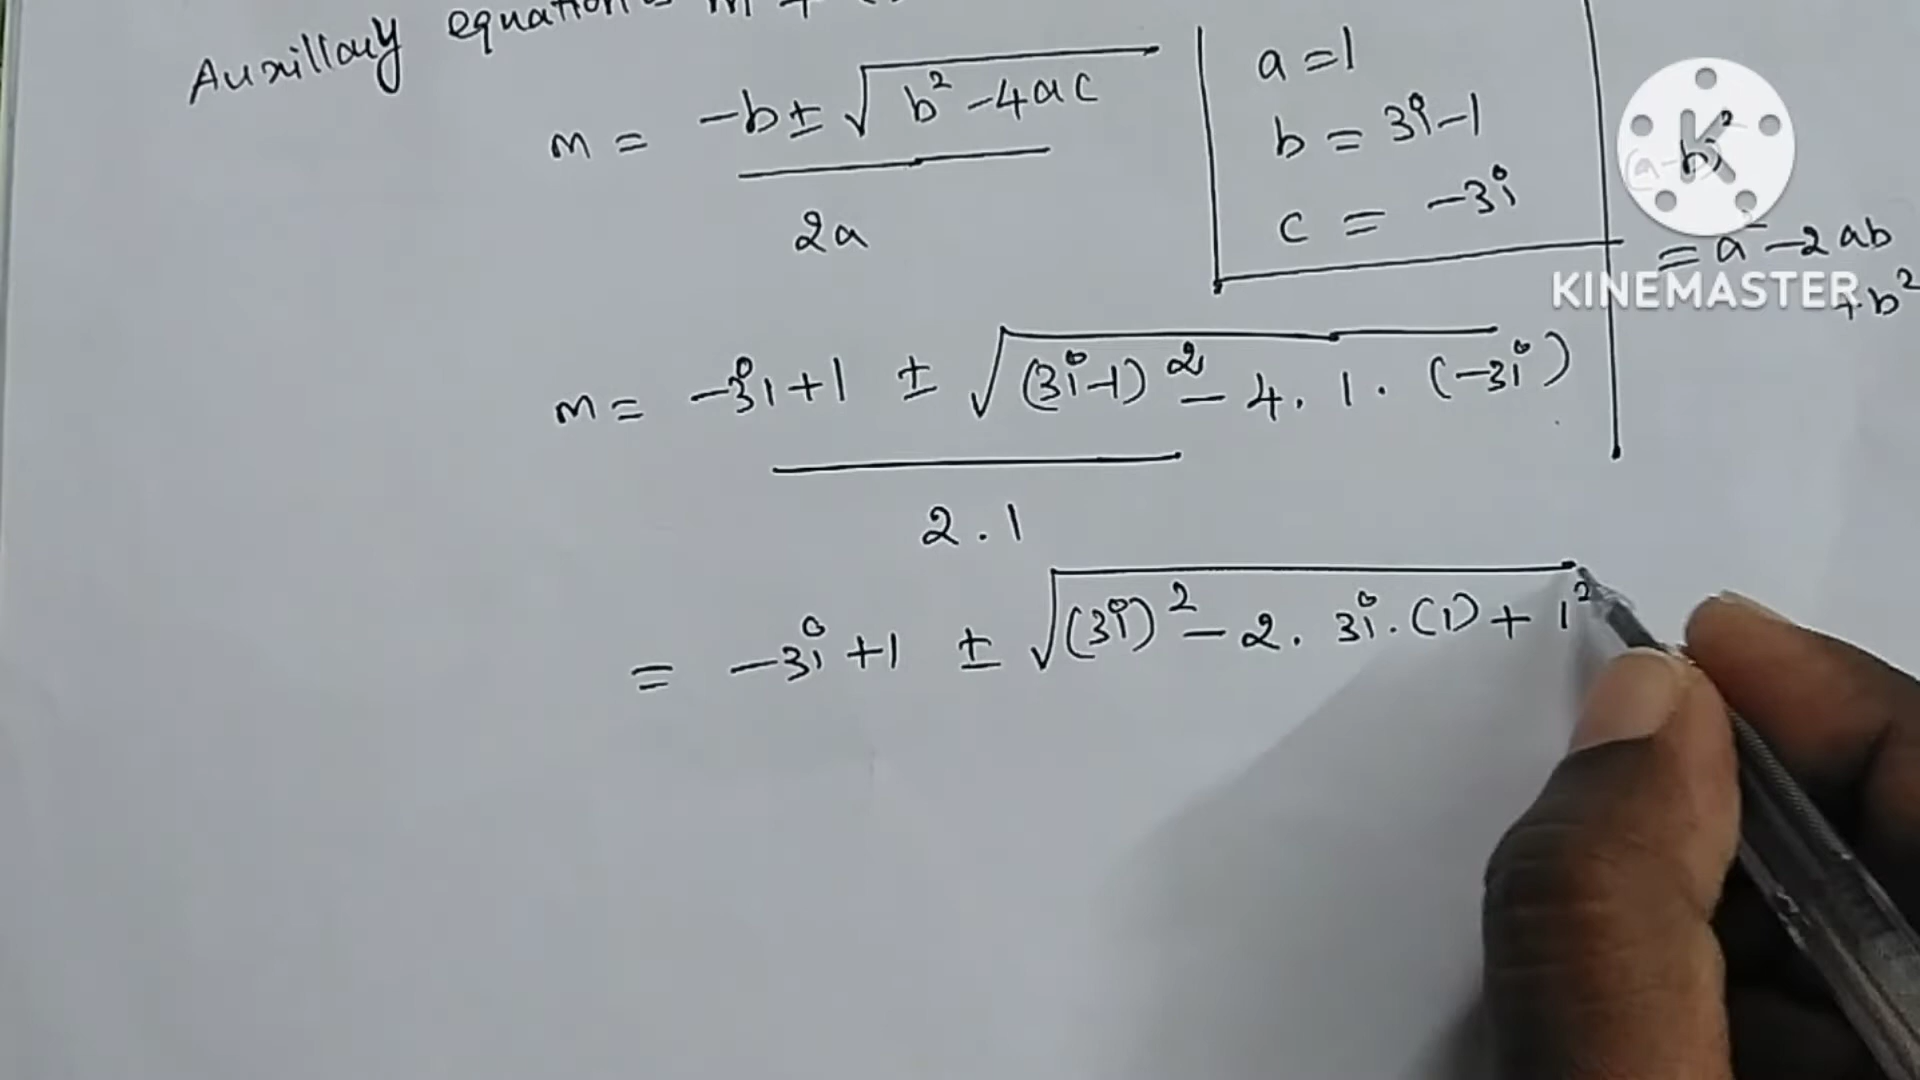 Auxillary equation = m +
m = -b ± √b² - 4ac
2a
a = 1
b = 3i - 1
c = -3i
b)²
= a² - 2ab
+ b²
KINEMASTER
m = -3i + 1 ± √(3i-1)² - 4 . 1 . (-3i)
2 . 1
= -3i + 1 ± √(3i)² - 2 . 3i . (1) + 1²